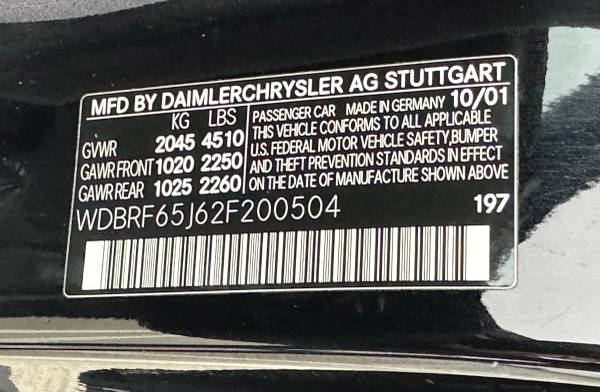 MFD BY DAIMLERCHRYSLER AG STUTTGART
KG LBS
GVWR 2045 4510
GAWR FRONT 1020 2250
GAWR REAR 1025 2260
PASSENGER CAR MADE IN GERMANY 10/01
THIS VEHICLE CONFORMS TO ALL APPLICABLE
U.S. FEDERAL MOTOR VEHICLE SAFETY,BUMPER
AND THEFT PREVENTION STANDARDS IN EFFECT
ON THE DATE OF MANUFACTURE SHOWN ABOVE
WDBRF65J62F200504
197